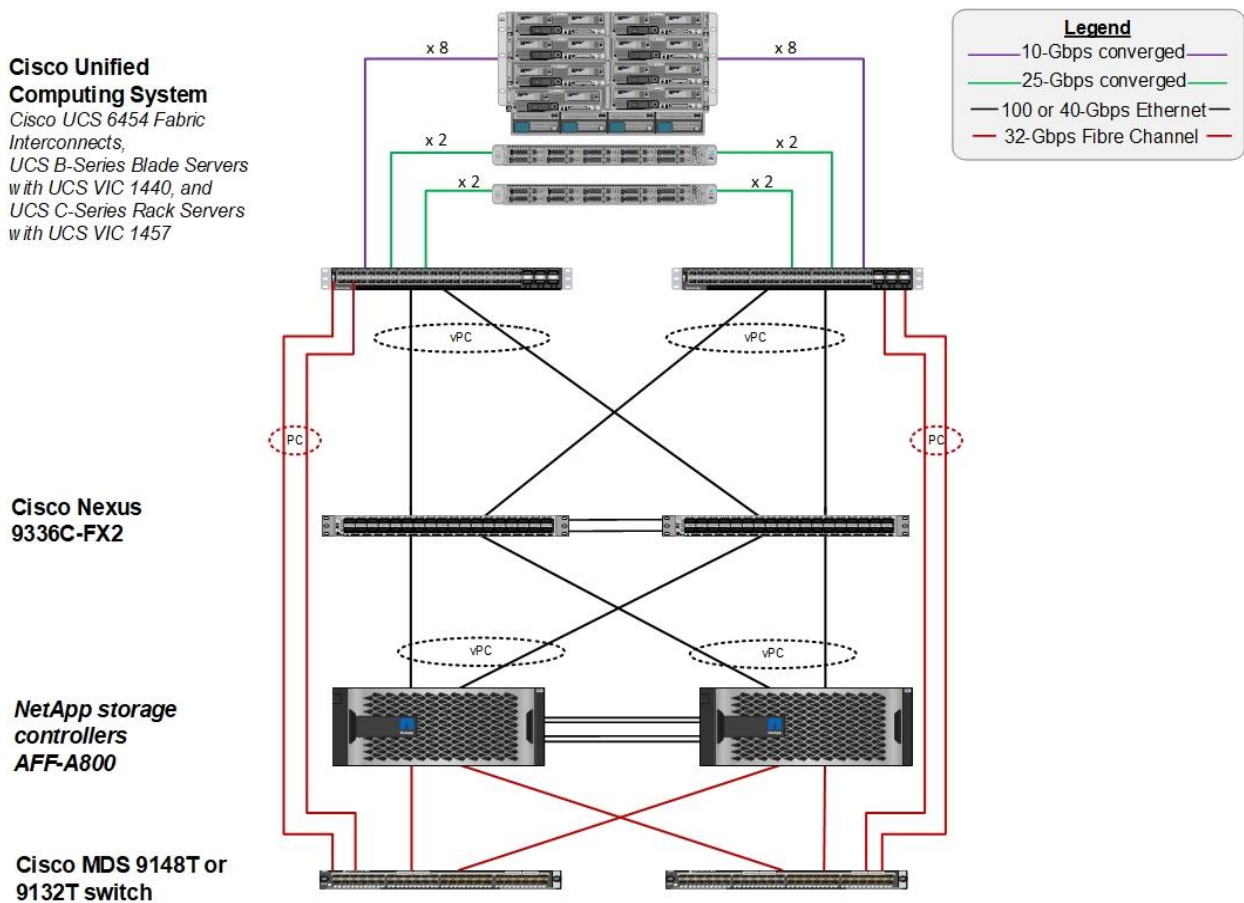 Cisco Unified
Computing System
Cisco UCS 6454 Fabric
Interconnects,
UCS B-Series Blade Servers
with UCS VIC 1440, and
UCS C-Series Rack Servers
with UCS VIC 1457
x 8
x 8
x 2
x 2
x 2
x 2
Legend
10-Gbps converged
25-Gbps converged
100 or 40-Gbps Ethernet
32-Gbps Fibre Channel
vPC
vPC
PC
PC
Cisco Nexus
9336C-FX2
vPC
vPC
NetApp storage
controllers
AFF-A800
Cisco MDS 9148T or
9132T switch